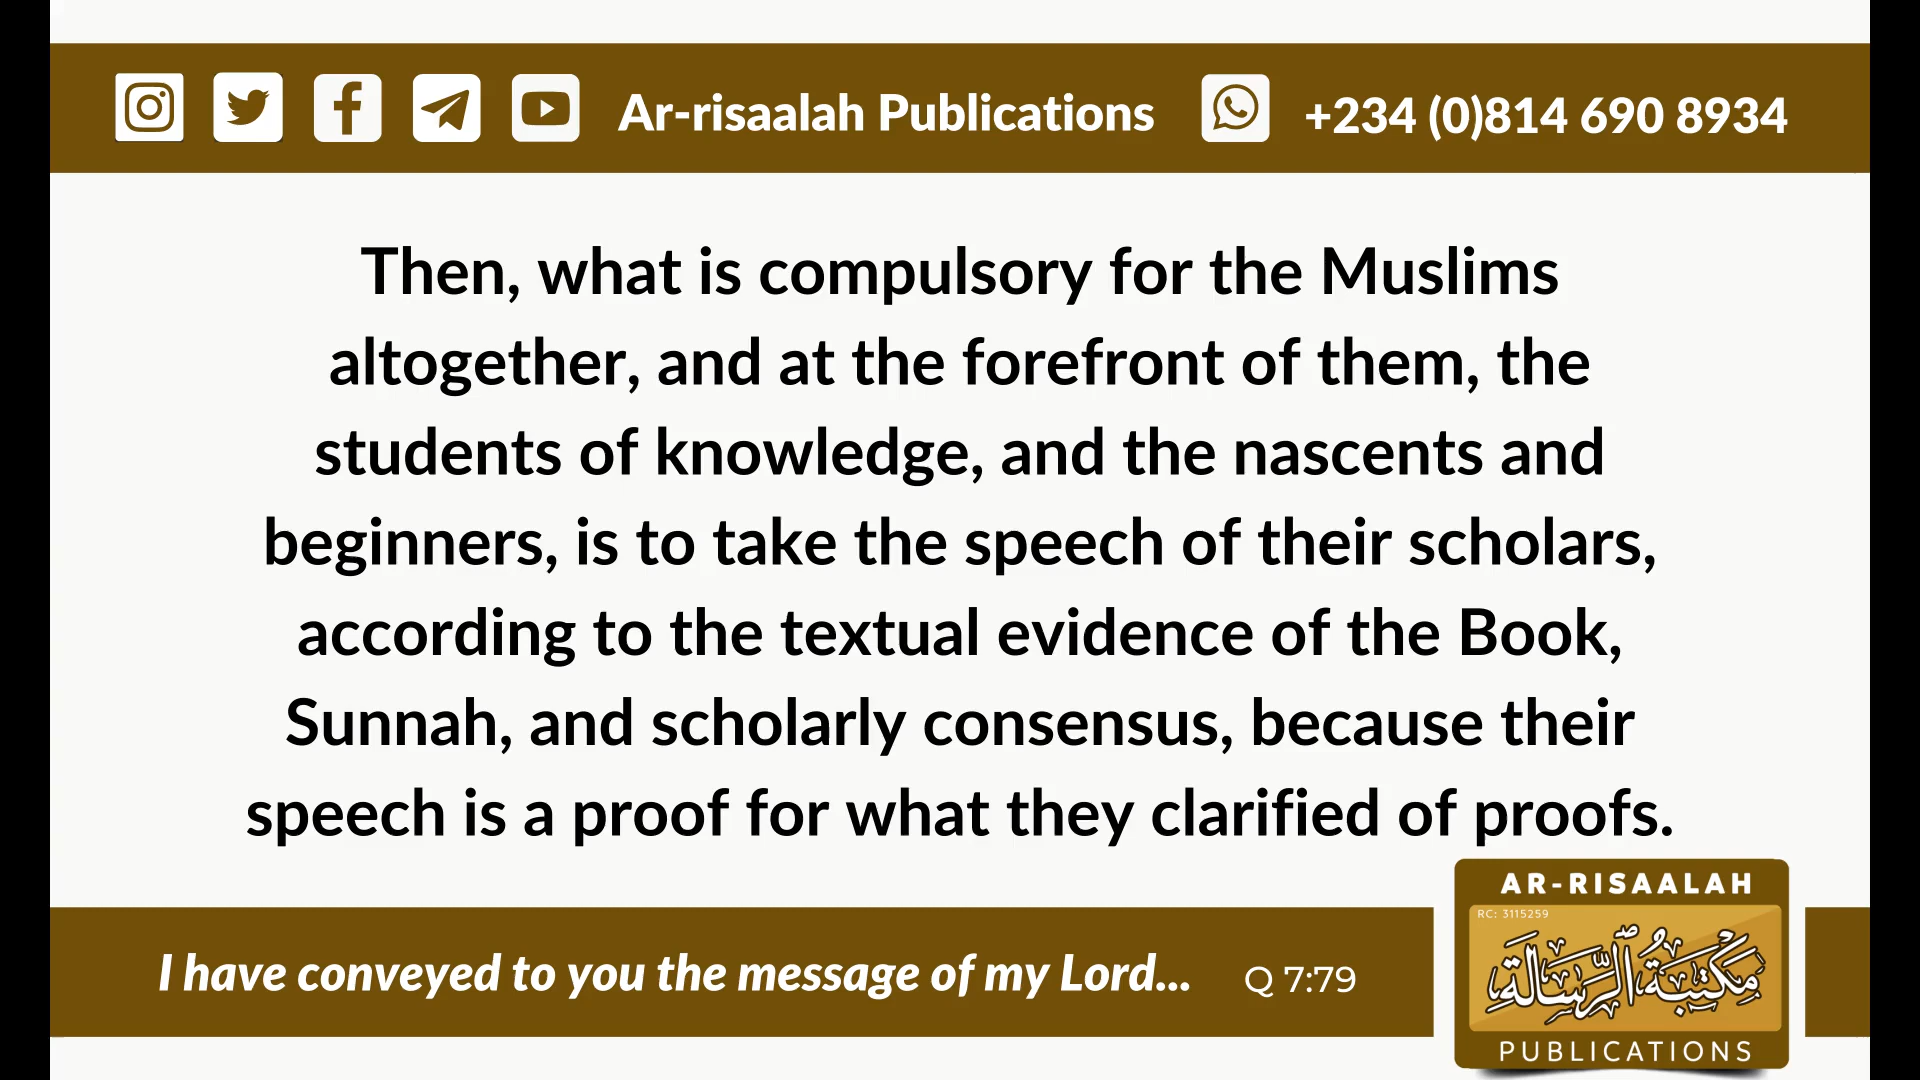 Ar-risaalah Publications
+234 (0)814 690 8934
Then, what is compulsory for the Muslims
altogether, and at the forefront of them, the
students of knowledge, and the nascents and
beginners, is to take the speech of their scholars,
according to the textual evidence of the Book,
Sunnah, and scholarly consensus, because their
speech is a proof for what they clarified of proofs.
I have conveyed to you the message of my Lord...
Q 7:79
AR-RISAALAH
RC: 3115259
مَكْتَبَةُ الرِّسَالَةِ
PUBLICATIONS